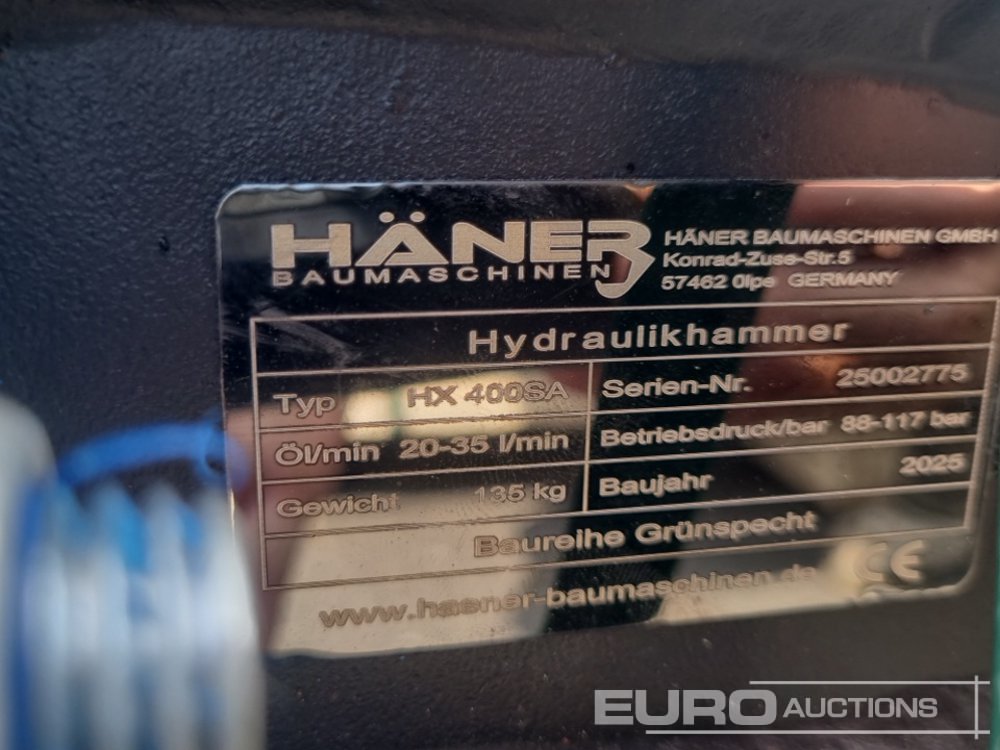 HÄNER
BAUMASCHINEN
HÄNER BAUMASCHINEN GMBH
Konrad-Zuse-Str.5
57462 Olpe GERMANY
Hydraulikhammer
Typ HX 400SA
Serien-Nr. 25002775
Öl/min 20-35 l/min
Betriebsdruck/bar 88-117 bar
Gewicht 135 kg
Baujahr 2025
Baureihe Grünspecht
www.haener-baumaschinen.de
CE
EURO AUCTIONS